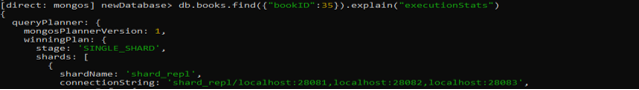 [direct: mongos] newDatabase> db.books.find({"bookID":35}).explain("executionStats")
{
  queryPlanner: {
    mongosPlannerVersion: 1,
    winningPlan: {
      stage: 'SINGLE_SHARD',
      shards: [
        {
          shardName: 'shard_repl',
          connectionString: 'shard_repl/localhost:28081,localhost:28082,localhost:28083',